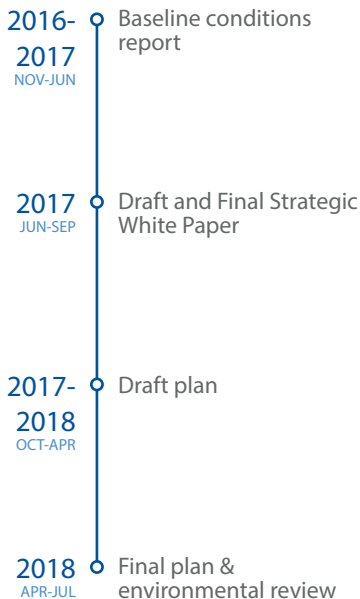 2016-
2017
NOV-JUN
Baseline conditions
report
2017
JUN-SEP
Draft and Final Strategic
White Paper
2017-
2018
OCT-APR
Draft plan
2018
APR-JUL
Final plan &
environmental review